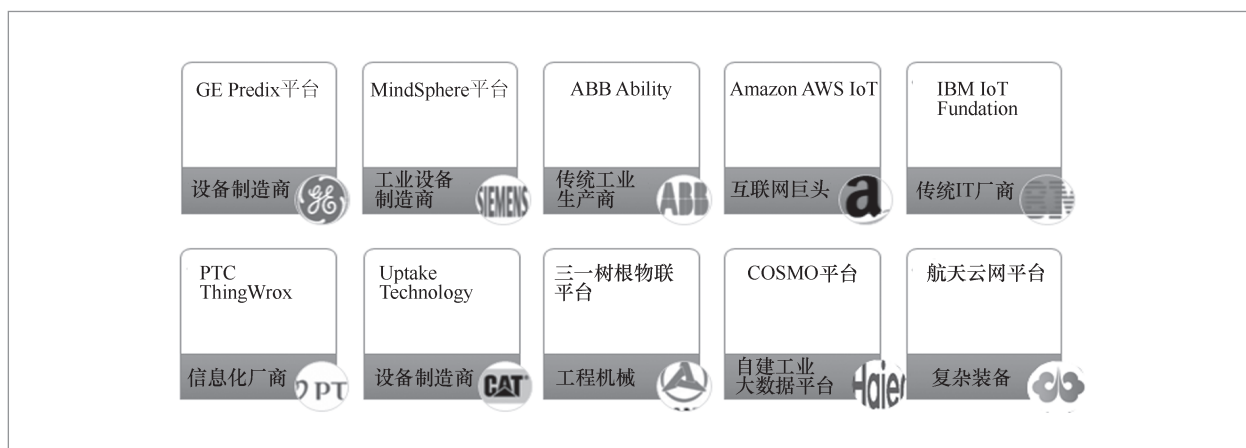 GE Predix平台
MindSphere平台
ABB Ability
Amazon AWS IoT
IBM IoT
Fundation
设备制造商
工业设备
制造商
SIEMENS
传统工业
生产商
ABB
互联网巨头
a
传统IT厂商
PTC
ThingWrox
Uptake
Technology
三一树根物联
平台
COSMO平台
航天云网平台
信息化厂商
PT
设备制造商
CAT
工程机械
自建工业
大数据平台
Haier
复杂装备